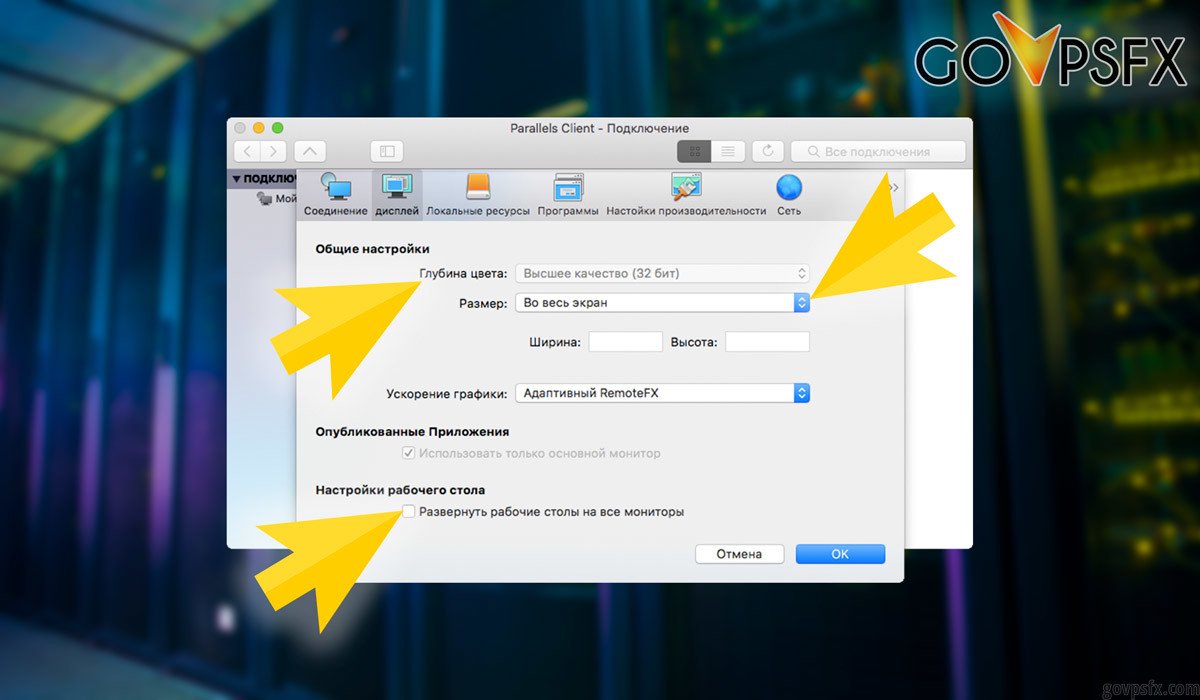 GOVPSFX
Parallels Client - Подключение
Все подключения
ПОДКЛЮЧ
Мой
Соединение дисплей Локальные ресурсы Программы Настойки производительности Сеть
Общие настройки
Глубина цвета: Высшее качество (32 бит)
Размер: Во весь экран
Ширина: Высота:
Ускорение графики: Адаптивный RemoteFX
Опубликованные Приложения
Использовать только основной монитор
Настройки рабочего стола
Развернуть рабочие столы на все мониторы
Отмена OK
govpsfx.com